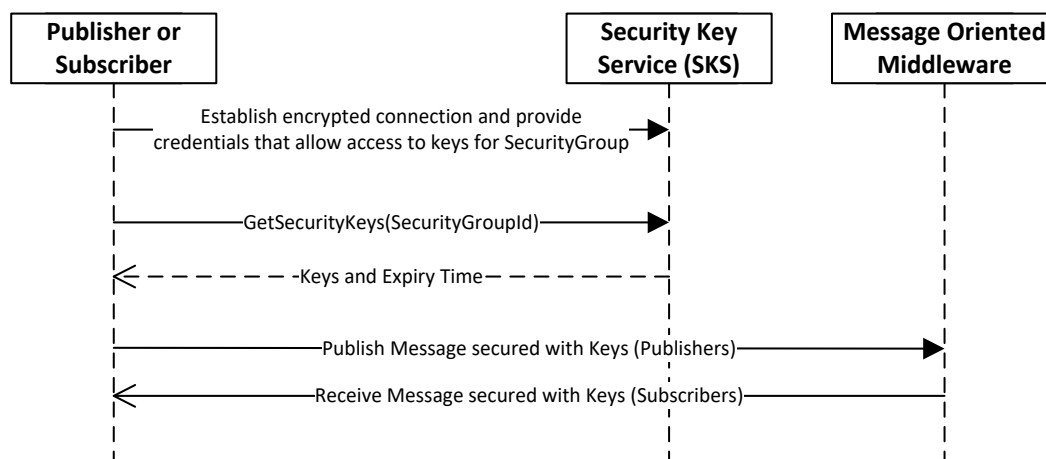 Publisher or
Subscriber
Security Key
Service (SKS)
Message Oriented
Middleware
Establish encrypted connection and provide
credentials that allow access to keys for SecurityGroup
GetSecurityKeys(SecurityGroupId)
Keys and Expiry Time
Publish Message secured with Keys (Publishers)
Receive Message secured with Keys (Subscribers)